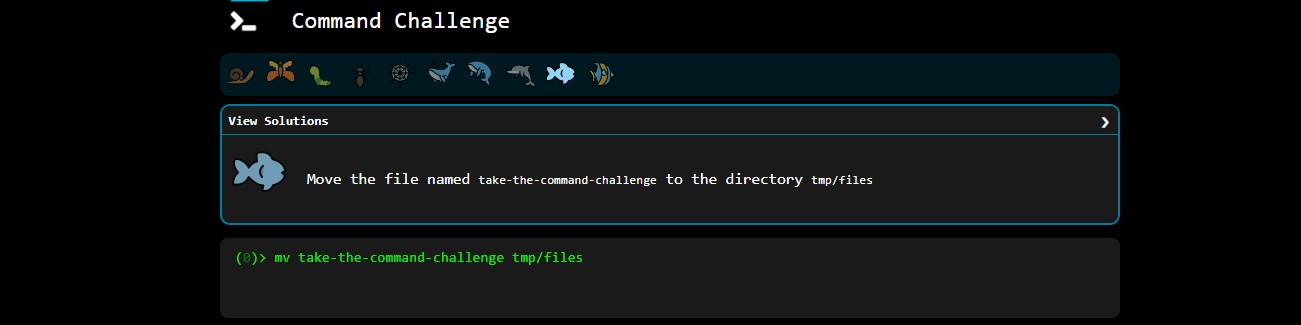 Command Challenge
View Solutions
Move the file named take-the-command-challenge to the directory tmp/files
(0)> mv take-the-command-challenge tmp/files